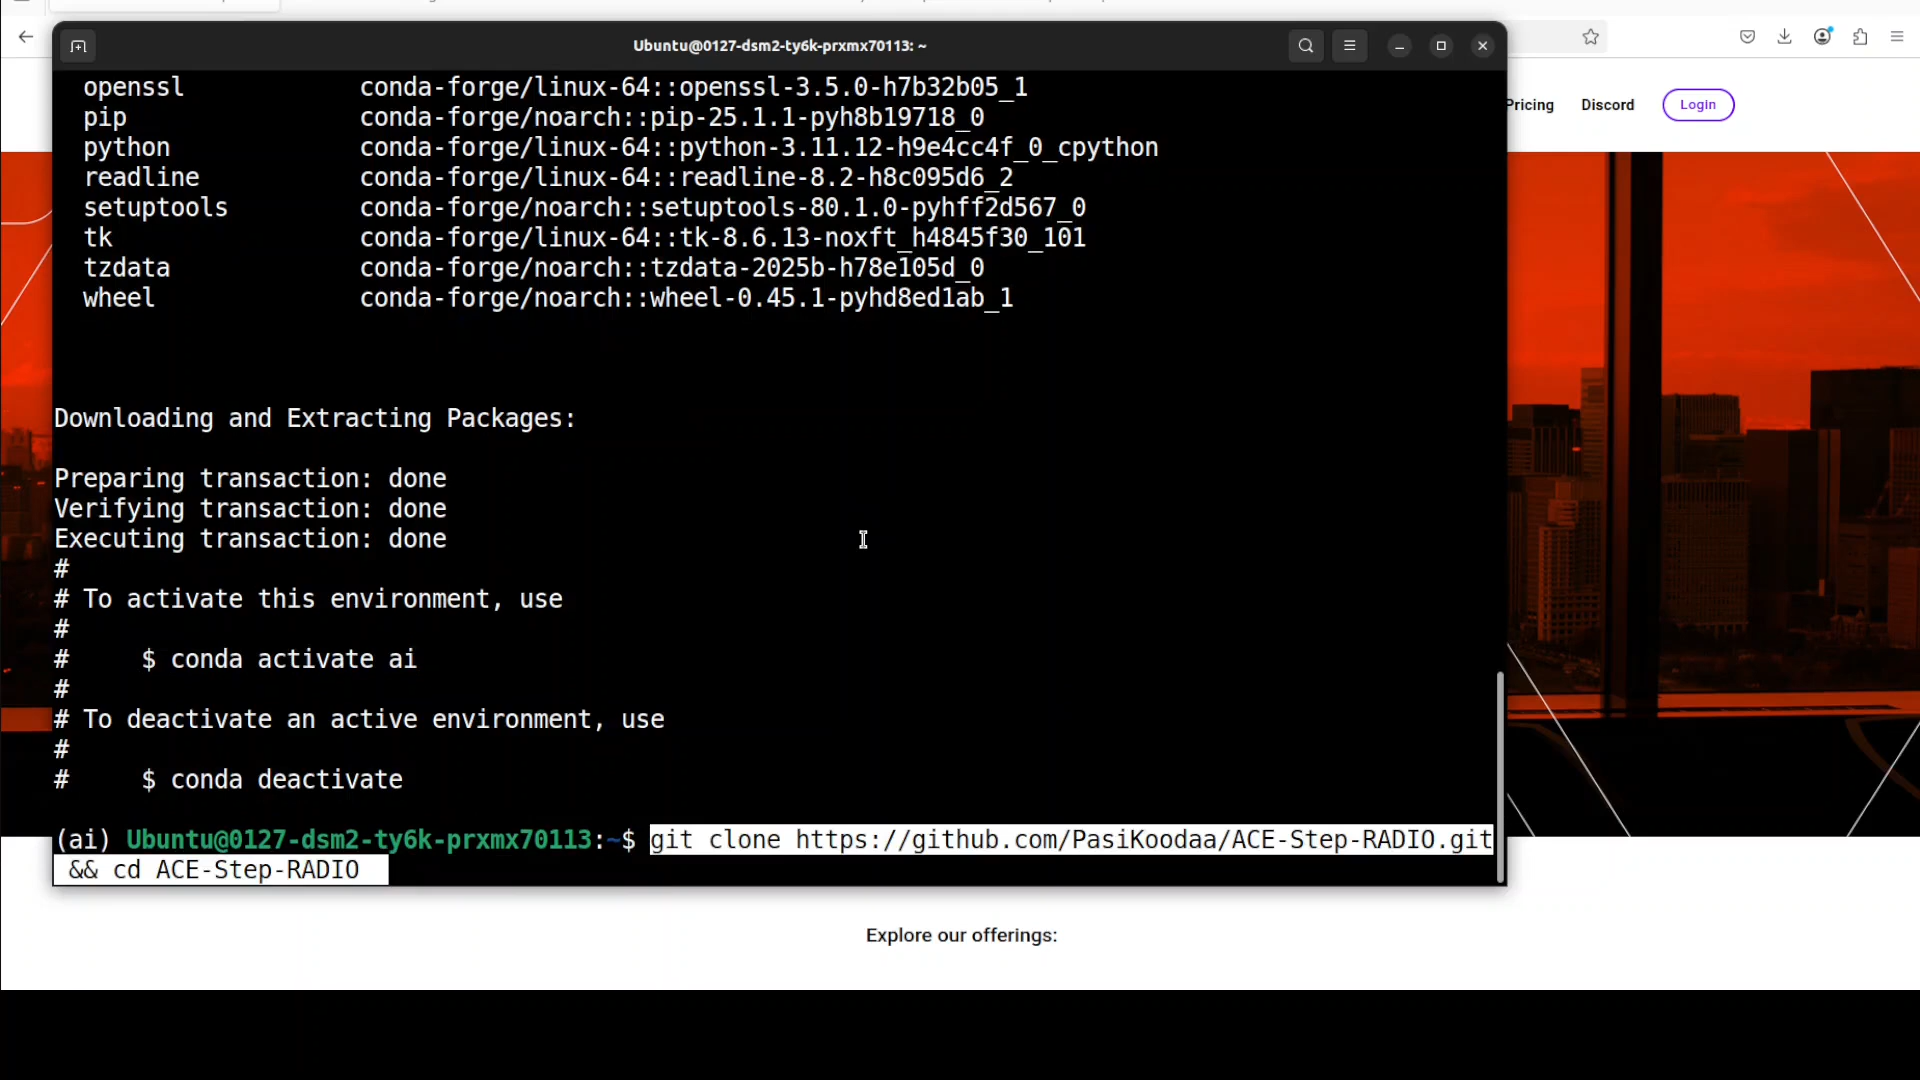 Ubuntu@0127-dsm2-ty6k-prxmx70113: ~
Pricing Discord Login
openssl conda-forge/linux-64::openssl-3.5.0-h7b32b05_1
pip conda-forge/noarch::pip-25.1.1-pyh8b19718_0
python conda-forge/linux-64::python-3.11.12-h9e4cc4f_0_cpython
readline conda-forge/linux-64::readline-8.2-h8c095d6_2
setuptools conda-forge/noarch::setuptools-80.1.0-pyhff2d567_0
tk conda-forge/linux-64::tk-8.6.13-noxft_h4845f30_101
tzdata conda-forge/noarch::tzdata-2025b-h78e105d_0
wheel conda-forge/noarch::wheel-0.45.1-pyhd8ed1ab_1
Downloading and Extracting Packages:
Preparing transaction: done
Verifying transaction: done
Executing transaction: done
#
# To activate this environment, use
#
# $ conda activate ai
#
# To deactivate an active environment, use
#
# $ conda deactivate
(ai) Ubuntu@0127-dsm2-ty6k-prxmx70113:~$ git clone https://github.com/PasiKoodaa/ACE-Step-RADIO.git
&& cd ACE-Step-RADIO
Explore our offerings: